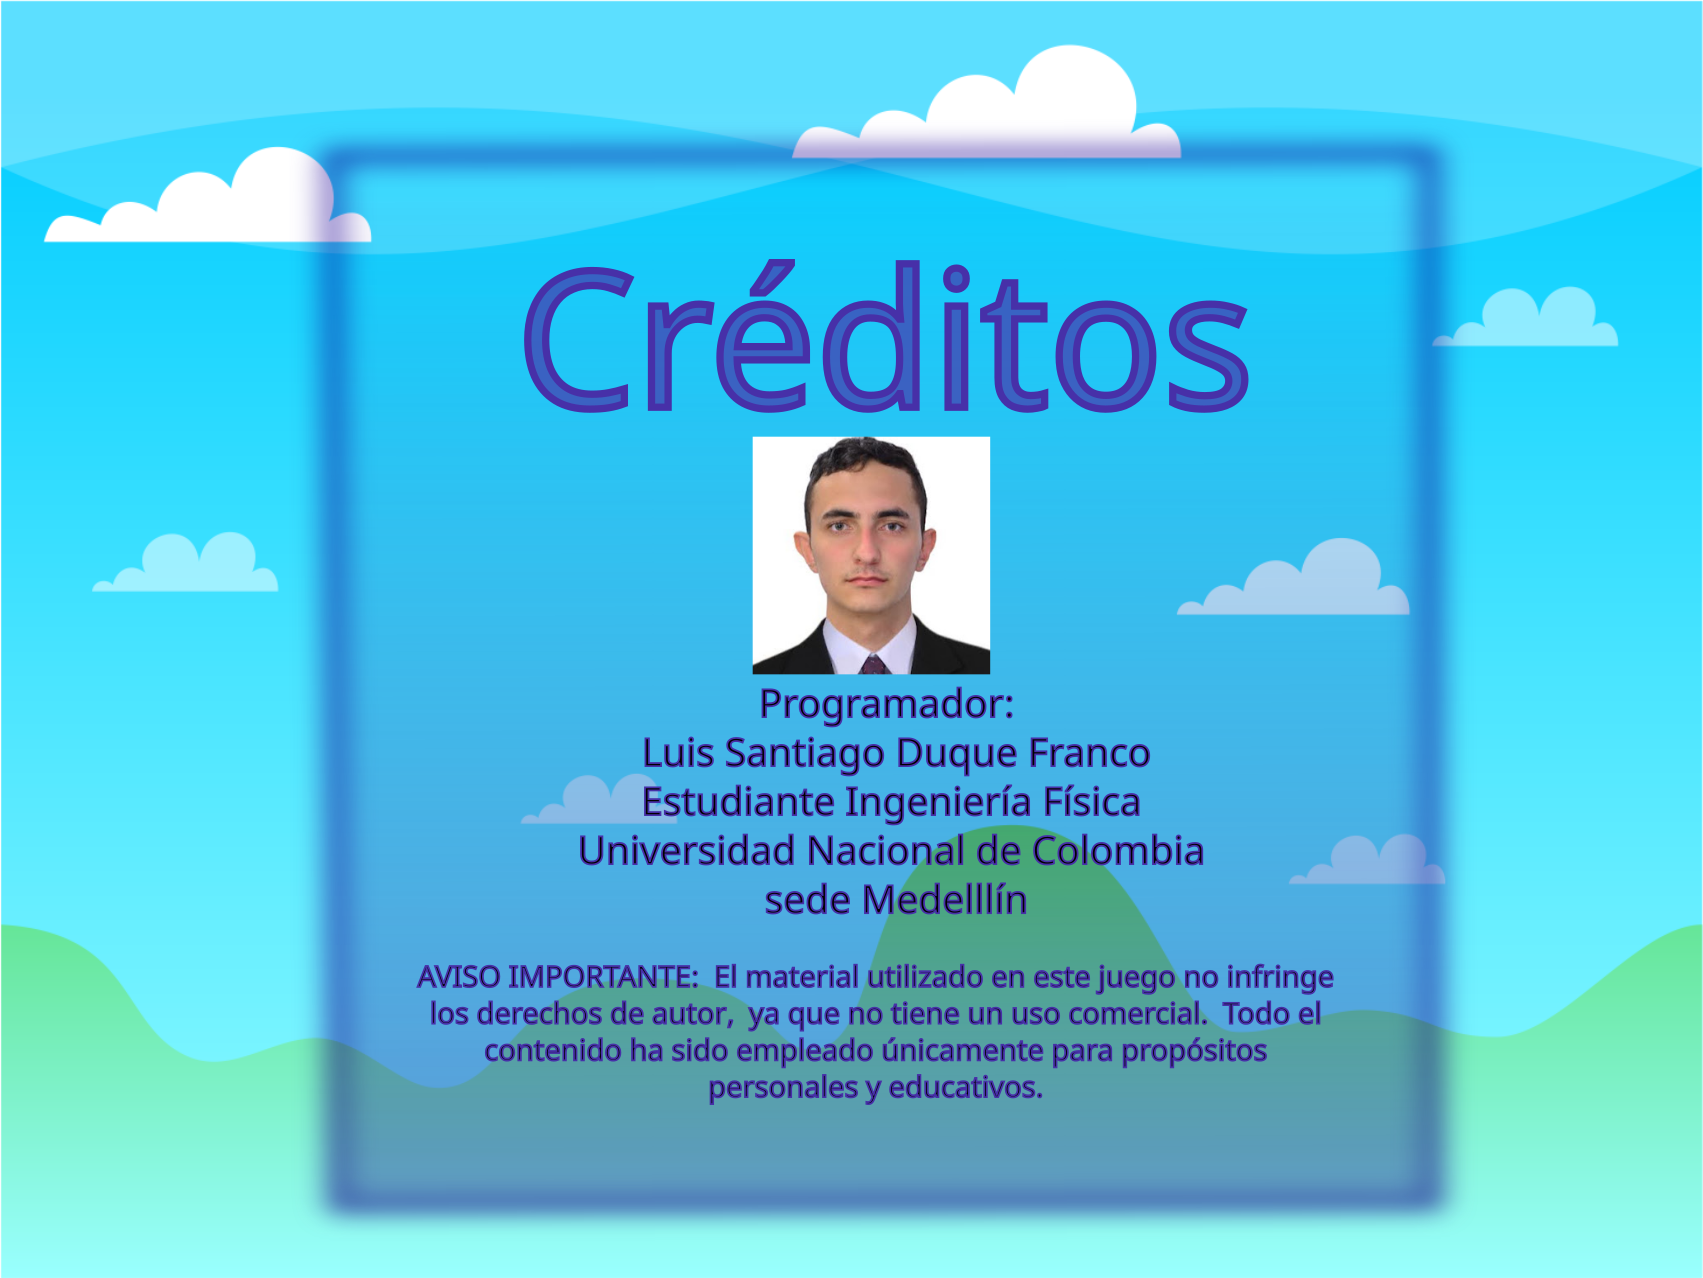 Créditos
Programador:
Luis Santiago Duque Franco
Estudiante Ingeniería Física
Universidad Nacional de Colombia
sede Medelllín
AVISO IMPORTANTE:  El material utilizado en este juego no infringe
los derechos de autor,  ya que no tiene un uso comercial.  Todo el
contenido ha sido empleado únicamente para propósitos
personales y educativos.